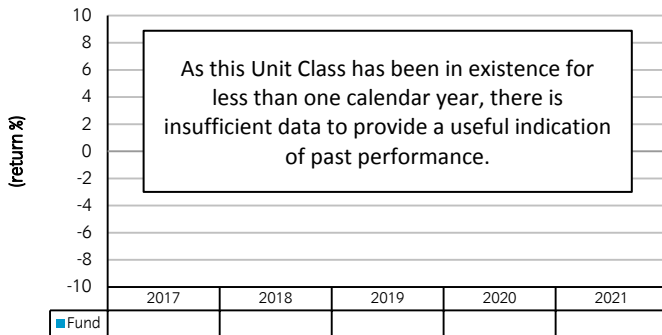 10
8
6
4
2
0
-2
-4
-6
-8
-10
(return %)
As this Unit Class has been in existence for
less than one calendar year, there is
insufficient data to provide a useful indication
of past performance.
2017 2018 2019 2020 2021
Fund